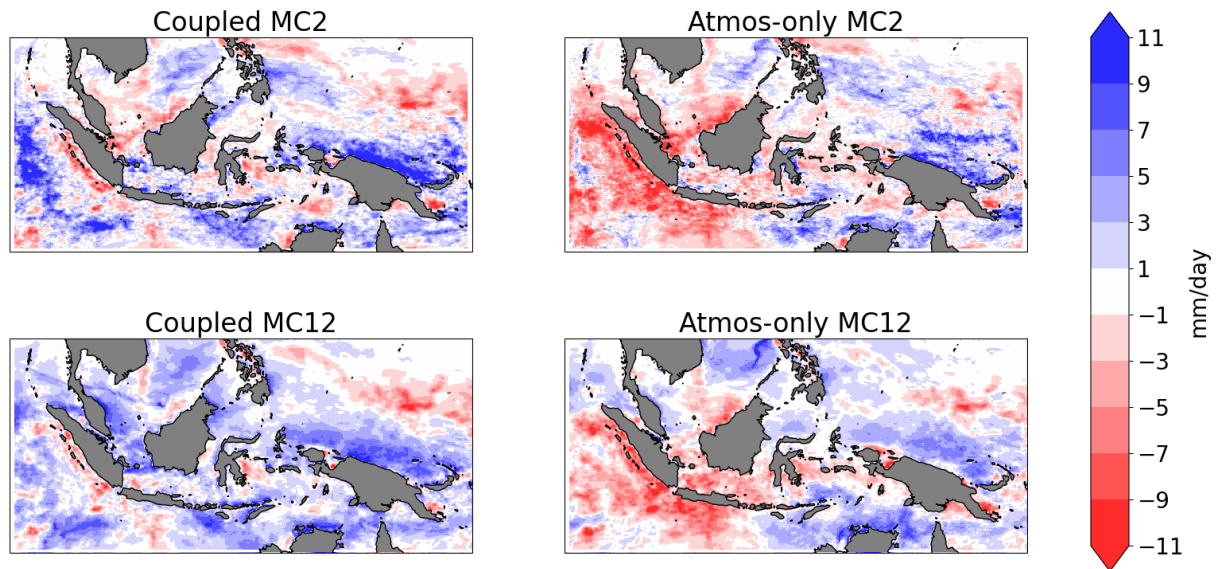 Coupled MC2
Atmos-only MC2
Coupled MC12
Atmos-only MC12
11
9
7
5
3
1
−1
−3
−5
−7
−9
−11
mm/day